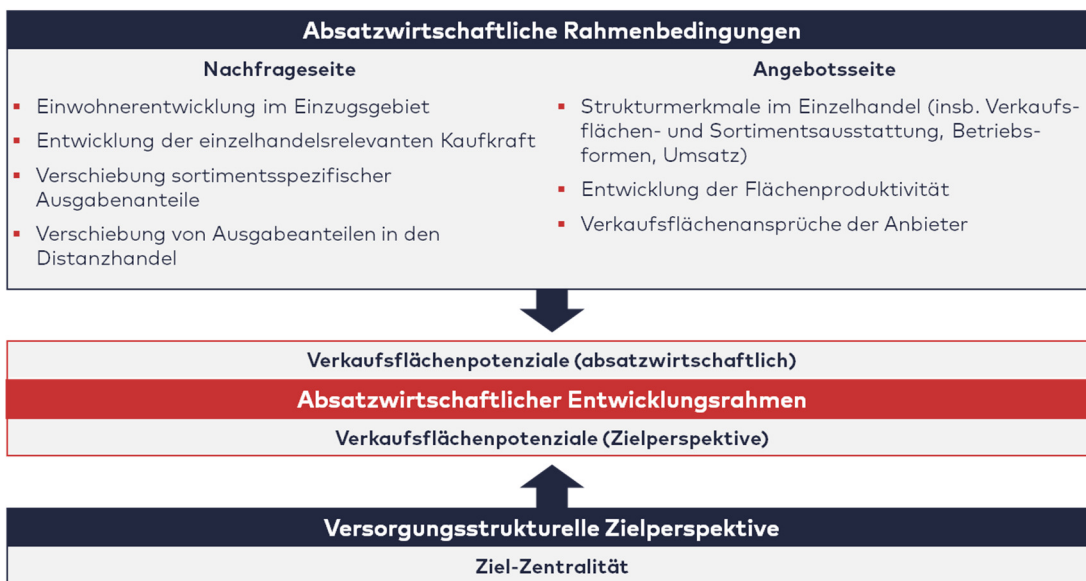 Absatzwirtschaftliche Rahmenbedingungen
Nachfrageseite
Einwohnerentwicklung im Einzugsgebiet
Entwicklung der einzelhandelsrelevanten Kaufkraft
Verschiebung sortimentsspezifischer
Ausgabenanteile
Verschiebung von Ausgabeanteilen in den
Distanzhandel
Angebotsseite
Strukturmerkmale im Einzelhandel (insb. Verkaufs-
flächen- und Sortimentsausstattung, Betriebs-
formen, Umsatz)
Entwicklung der Flächenproduktivität
Verkaufsflächenansprüche der Anbieter
Verkaufsflächenpotenziale (absatzwirtschaftlich)
Absatzwirtschaftlicher Entwicklungsrahmen
Verkaufsflächenpotenziale (Zielperspektive)
Versorgungsstrukturelle Zielperspektive
Ziel-Zentralität